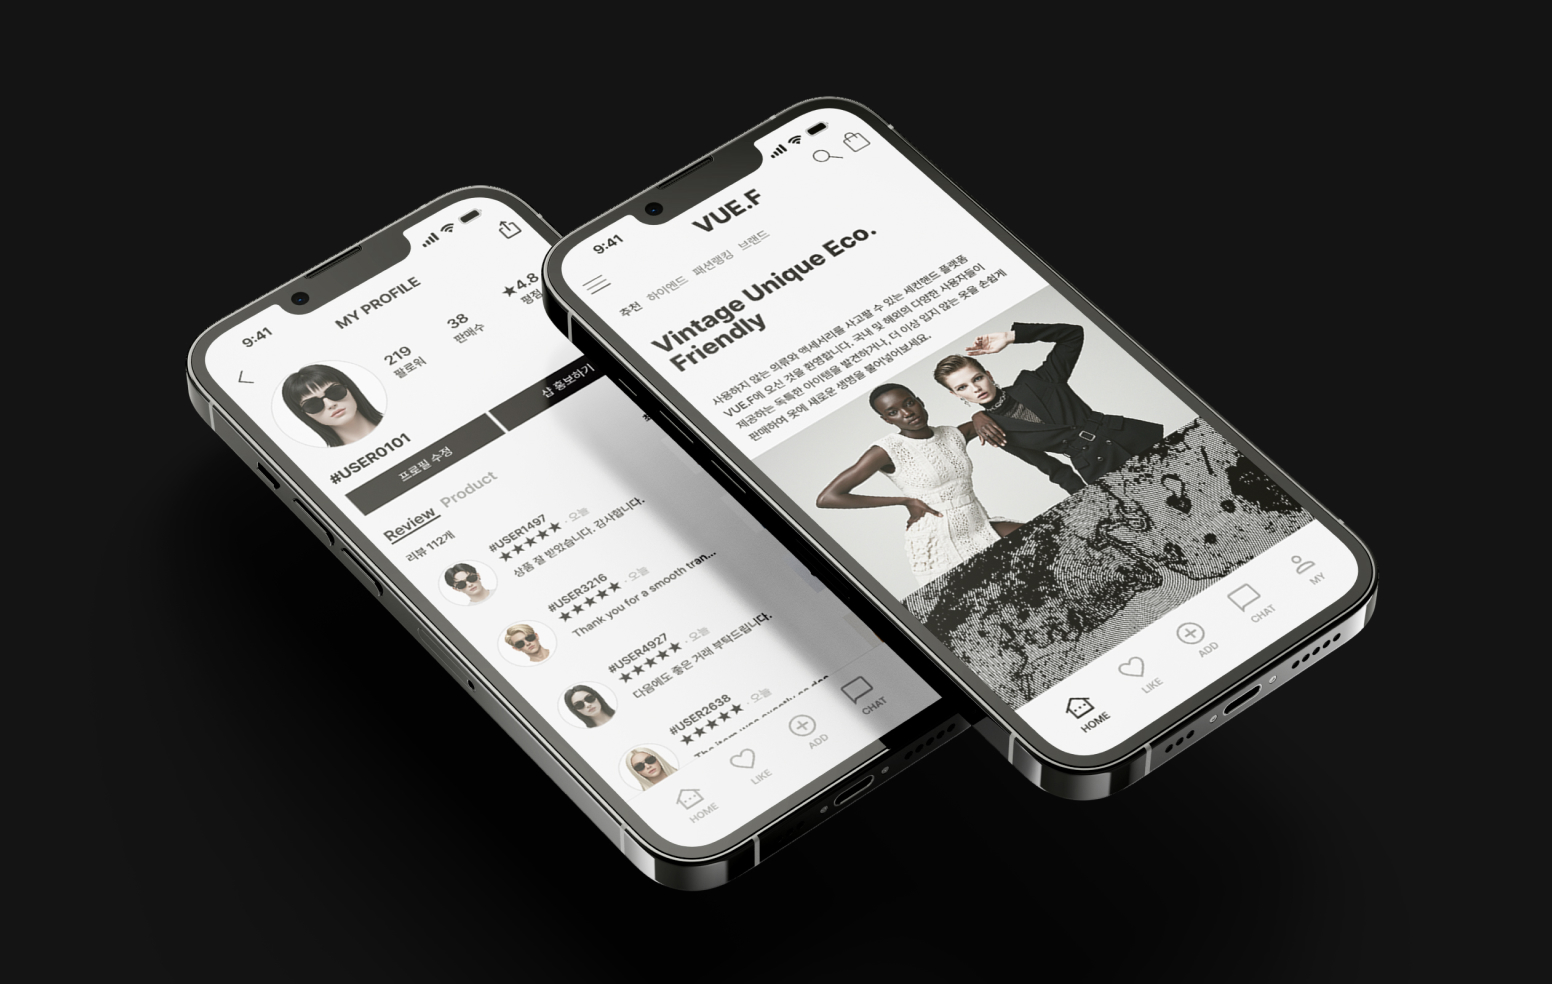 9:41
MY PROFILE
219
팔로워
38
판매수
★4.8
평점
#USER0101
프로필 수정
샵 홍보하기
Review
Product
리뷰 112개
#USER1497
★★★★★ · 오늘
상품 잘 받았습니다. 감사합니다.
#USER3216
★★★★★ · 오늘
Thank you for a smooth tran...
#USER4927
★★★★★ · 오늘
다음에도 좋은 거래 부탁드립니다.
#USER2638
★★★★★ · 오늘
The item was exactly as des
HOME
LIKE
ADD
CHAT
9:41
VUE.F
추천 하이엔드 패션랭킹 브랜드
Vintage Unique Eco.
Friendly
사용하지 않는 의류와 액세서리를 사고팔 수 있는 세컨핸드 플랫폼
VUE.F에 오신 것을 환영합니다. 국내 및 해외의 다양한 사용자들이
제공하는 독특한 아이템을 발견하거나, 더 이상 입지 않는 옷을 손쉽게
판매하여 옷에 새로운 생명을 불어넣어보세요.
HOME
LIKE
ADD
CHAT
MY